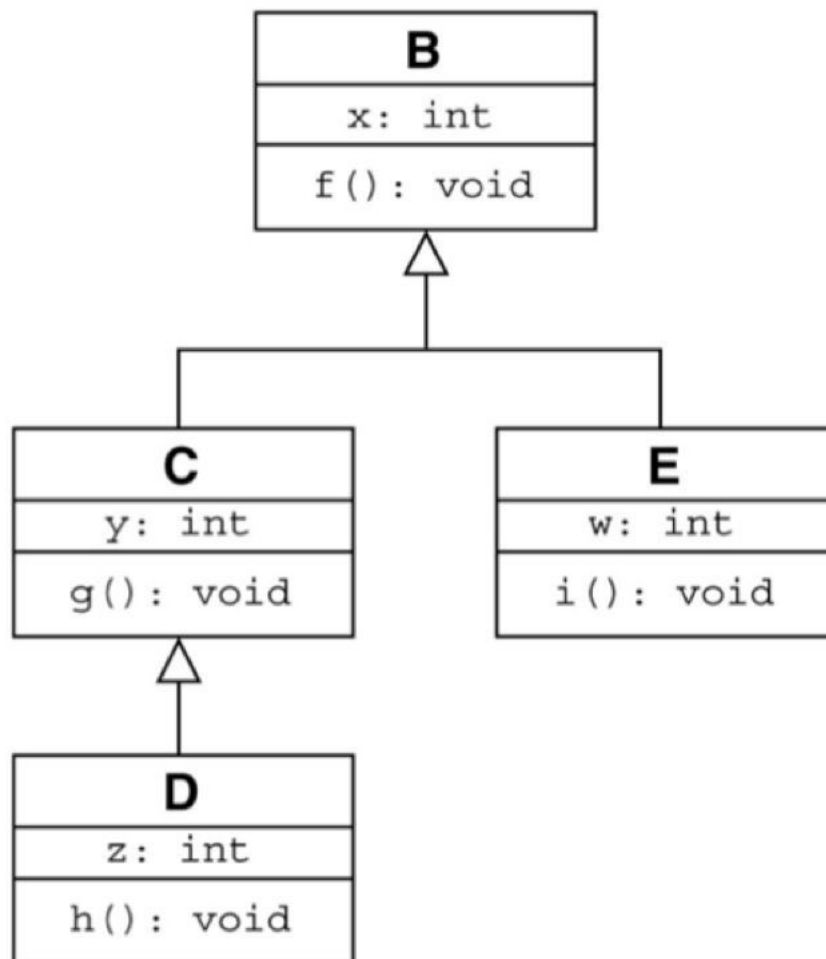 B
x: int
f(): void
C
y: int
g(): void
E
w: int
i(): void
D
z: int
h(): void